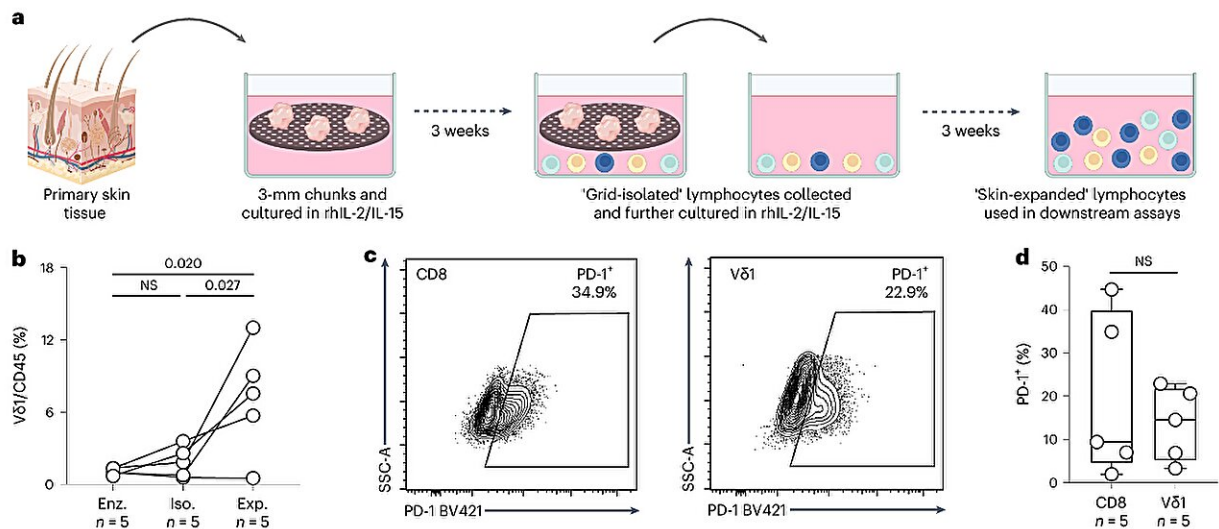 a
3 weeks
3 weeks
Primary skin
tissue
3-mm chunks and
cultured in rhIL-2/IL-15
'Grid-isolated' lymphocytes collected
and further cultured in rhIL-2/IL-15
'Skin-expanded' lymphocytes
used in downstream assays
b
Vδ1/CD45 (%)
18
12
6
0
0.020
NS
0.027
Enz.
n = 5
Iso.
n = 5
Exp.
n = 5
c
CD8
PD-1⁺
34.9%
SSC-A
PD-1 BV421
Vδ1
PD-1⁺
22.9%
SSC-A
PD-1 BV421
d
NS
PD-1⁺ (%)
50
40
30
20
10
0
CD8
n = 5
Vδ1
n = 5